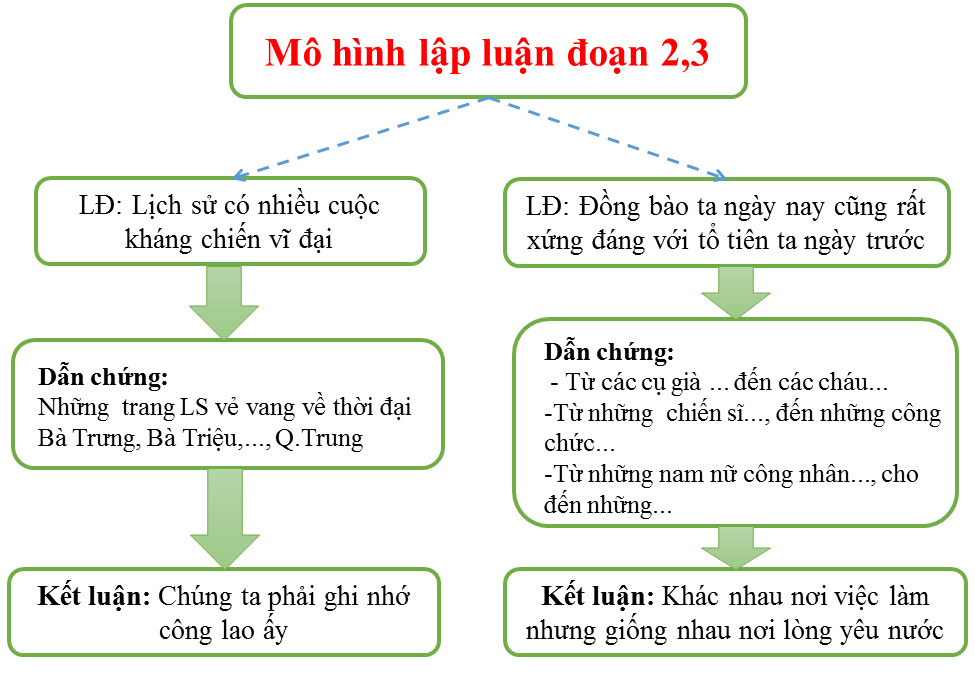 Mô hình lập luận đoạn 2,3
LĐ: Lịch sử có nhiều cuộc
kháng chiến vĩ đại
Dẫn chứng:
Những trang LS vẻ vang về thời đại
Bà Trưng, Bà Triệu,..., Q.Trung
Kết luận: Chúng ta phải ghi nhớ
công lao ấy
LĐ: Đồng bào ta ngày nay cũng rất
xứng đáng với tổ tiên ta ngày trước
Dẫn chứng:
- Từ các cụ già ... đến các cháu...
-Từ những chiến sĩ..., đến những công
chức...
-Từ những nam nữ công nhân..., cho
đến những...
Kết luận: Khác nhau nơi việc làm
nhưng giống nhau nơi lòng yêu nước